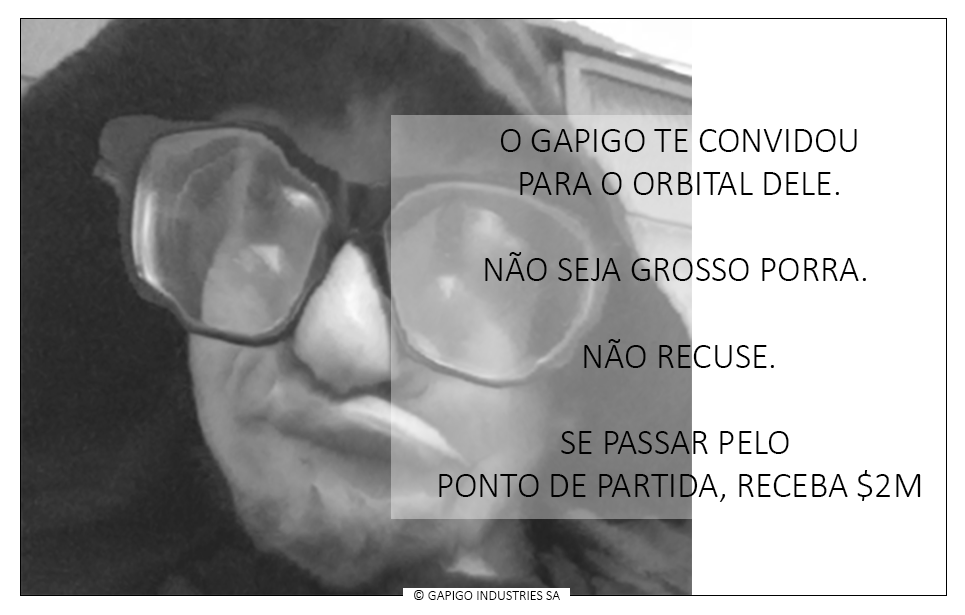 O GAPIGO TE CONVIDOU
PARA O ORBITAL DELE.
NÃO SEJA GROSSO PORRA.
NÃO RECUSE.
SE PASSAR PELO
PONTO DE PARTIDA, RECEBA $2M
© GAPIGO INDUSTRIES SA